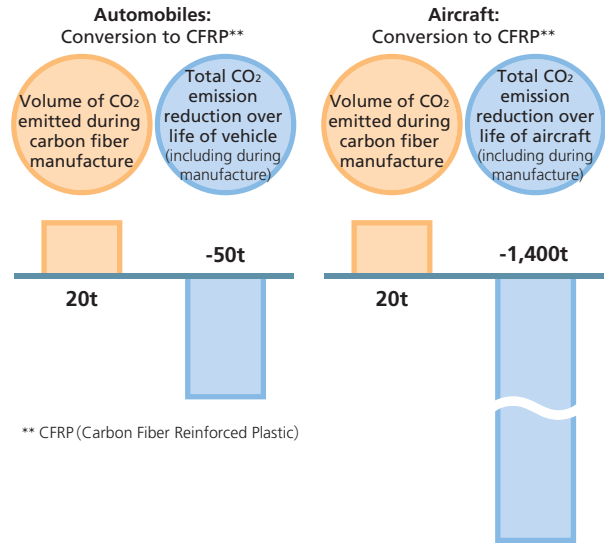 Automobiles:
Conversion to CFRP**
Volume of CO₂
emitted during
carbon fiber
manufacture
Total CO₂
emission
reduction over
life of vehicle
(including during
manufacture)
-50t
20t
Aircraft:
Conversion to CFRP**
Volume of CO₂
emitted during
carbon fiber
manufacture
Total CO₂
emission
reduction over
life of aircraft
(including during
manufacture)
-1,400t
20t
** CFRP (Carbon Fiber Reinforced Plastic)